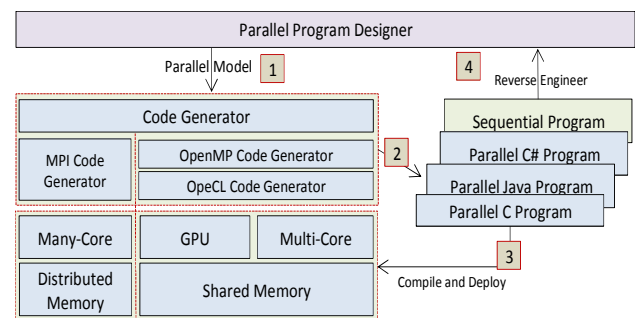 Parallel Program Designer
Parallel Model
1
4
Reverse Engineer
Code Generator
MPI Code
Generator
OpenMP Code Generator
OpeCL Code Generator
2
Sequential Program
Parallel C# Program
Parallel Java Program
Parallel C Program
Many-Core
GPU
Multi-Core
3
Compile and Deploy
Distributed
Memory
Shared Memory